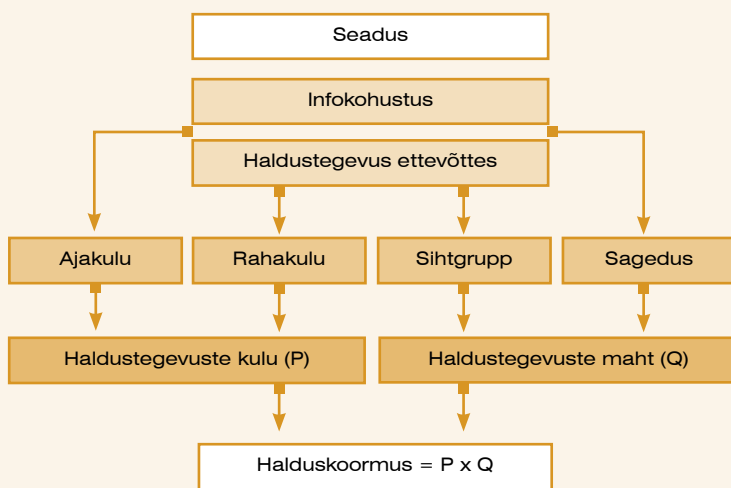 Seadus
Infokohustus
Haldustegevus ettevõttes
Ajakulu
Rahakulu
Sihtgrupp
Sagedus
Haldustegevuste kulu (P)
Haldustegevuste maht (Q)
Halduskoormus = P x Q